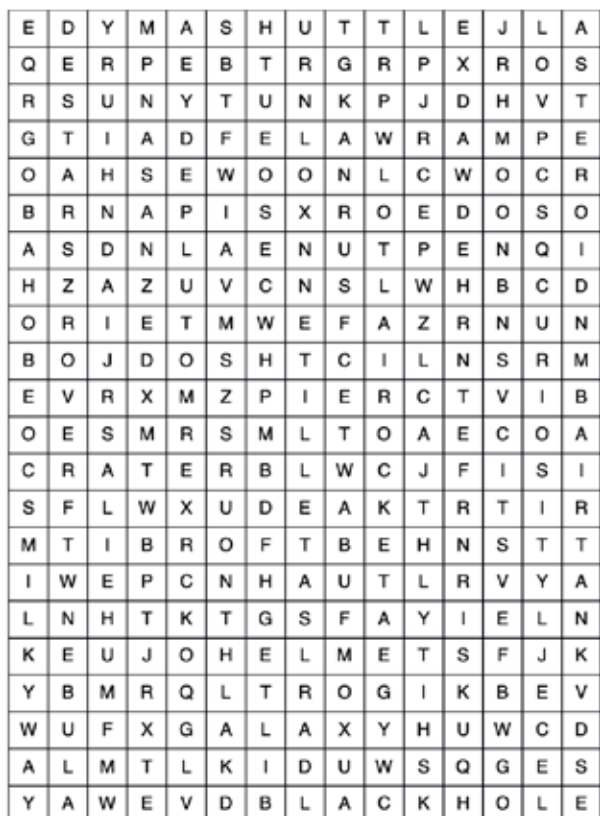 E D Y M A S H U T T L E J L A
Q E R P E B T R G R P X R O S
R S U N Y T U N K P J D H V T
G T I A D F E L A W R A M P E
O A H S E W O O N L C W O C R
B R N A P I S X R O E D O S O
A S D N L A E N U T P E N Q I
H Z A Z U V C N S L W H B C D
O R I E T M W E F A Z R N U N
B O J D O S H T C I L N S R M
E V R X M Z P I E R C T V I B
O E S M R S M L T O A E C O A
C R A T E R B L W C J F I S I
S F L W X U D E A K T R T I R
M T I B R O F T B E H N S T T
I W E P C N H A U T L R V Y A
L N H T K T G S F A Y I E L N
K E U J O H E L M E T S F J K
Y B M R Q L T R O G I K B E V
W U F X G A L A X Y H U W C D
A L M T L K I D U W S Q G E S
Y A W E V D B L A C K H O L E